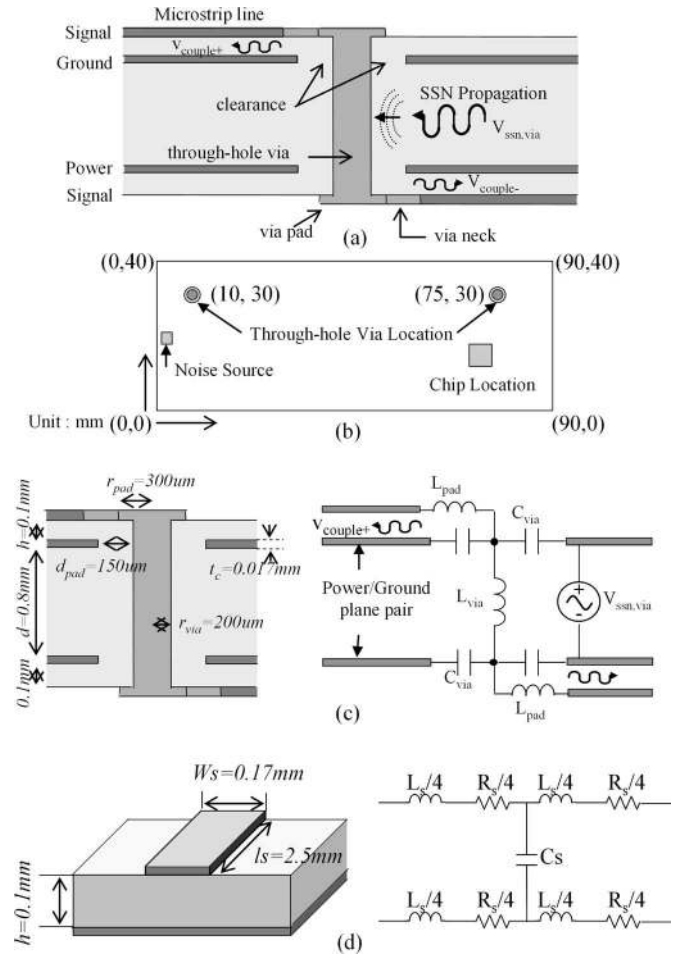 Microstrip line
Signal
Vcouple+
Ground
clearance
SSN Propagation
Vssn,via
through-hole via
Power
Vcouple-
Signal
via pad
via neck
(a)
(0,40)
(90,40)
(10, 30)
(75, 30)
Through-hole Via Location
Noise Source
Chip Location
Unit : mm
(0,0)
(b)
(90,0)
rpad=300um
h=0.1mm
dpad=150um
tc=0.017mm
d=0.8mm
rvia=200um
0.1mm
Lpad
Vcouple+
Cvia
Power/Ground
plane pair
Lvia
Vssn,via
+
-
Cvia
Lpad
(c)
Ws=0.17mm
ls=2.5mm
h=0.1mm
Ls/4 Rs/4 Ls/4 Rs/4
Cs
Ls/4 Rs/4 Ls/4 Rs/4
(d)